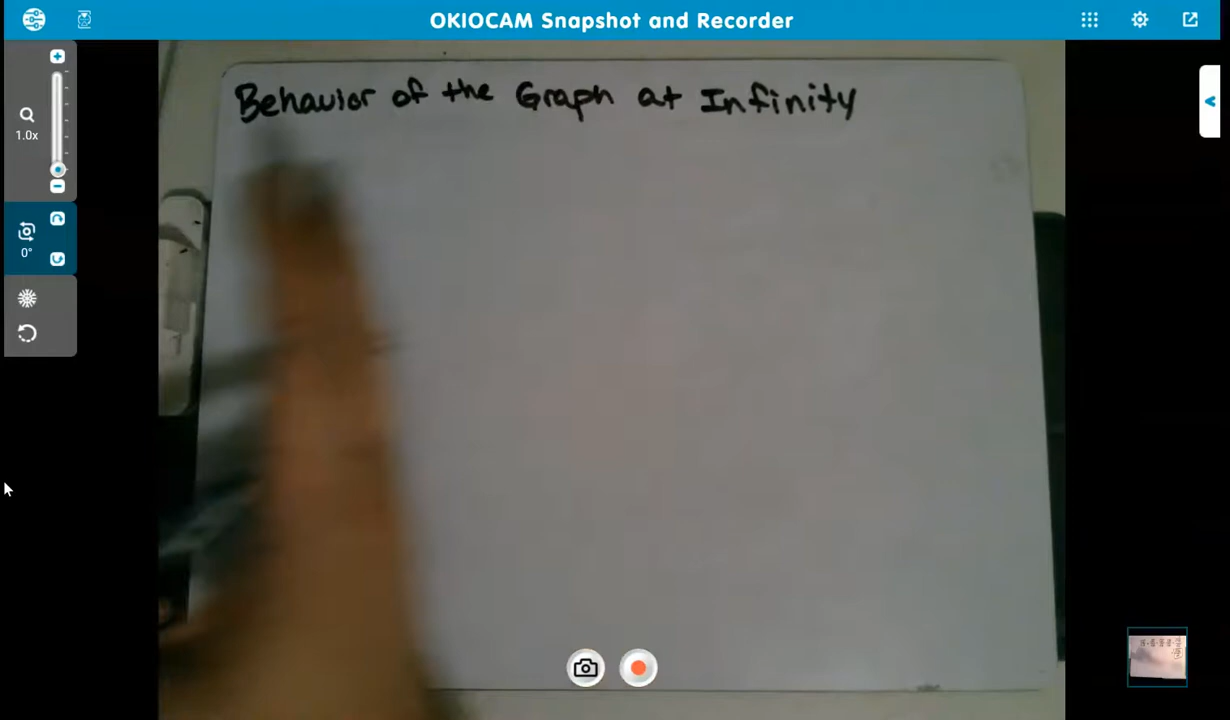 OKIOCAM Snapshot and Recorder
1.0x
0°
Behavior of the Graph at Infinity